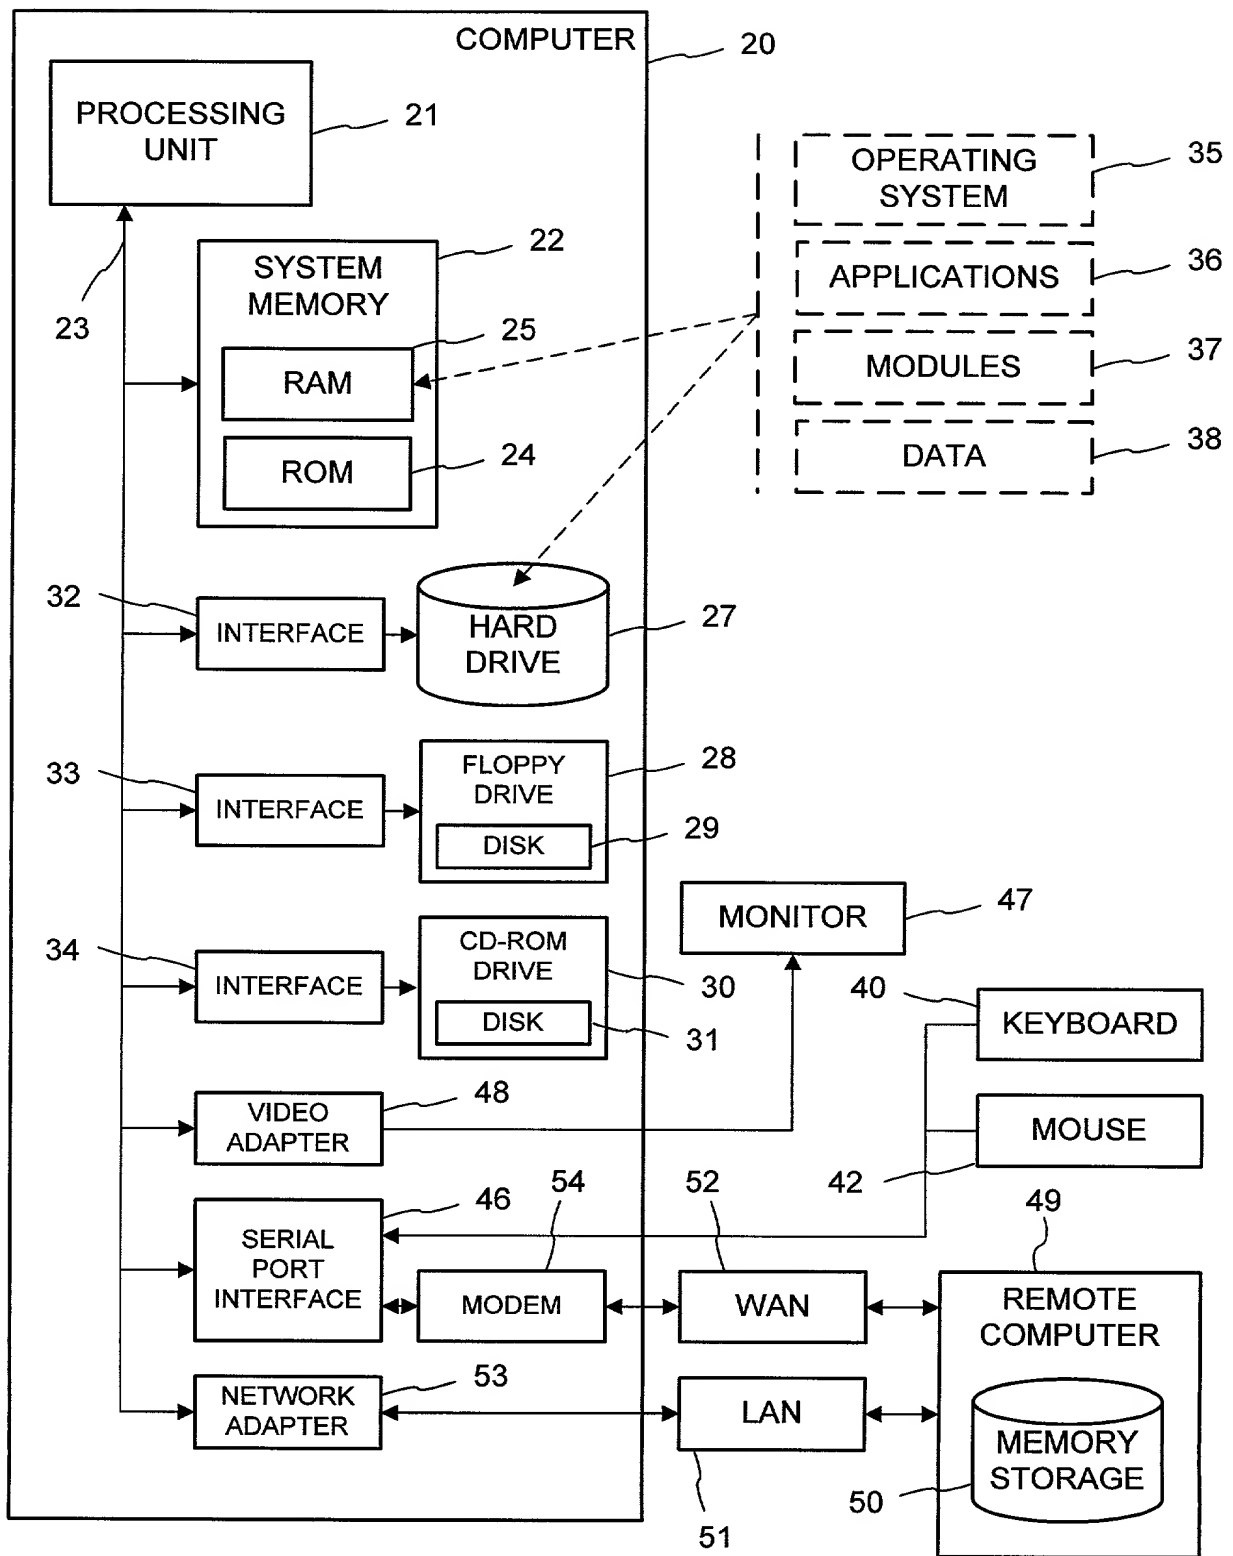 COMPUTER
20
PROCESSING
UNIT
21
23
22
SYSTEM
MEMORY
25
RAM
24
ROM
OPERATING
SYSTEM
35
APPLICATIONS
36
MODULES
37
DATA
38
32
INTERFACE
HARD
DRIVE
27
33
INTERFACE
FLOPPY
DRIVE
28
DISK
29
34
INTERFACE
CD-ROM
DRIVE
30
DISK
31
MONITOR
47
40
KEYBOARD
MOUSE
42
VIDEO
ADAPTER
48
46
SERIAL
PORT
INTERFACE
54
MODEM
52
WAN
49
REMOTE
COMPUTER
NETWORK
ADAPTER
53
LAN
51
MEMORY
STORAGE
50